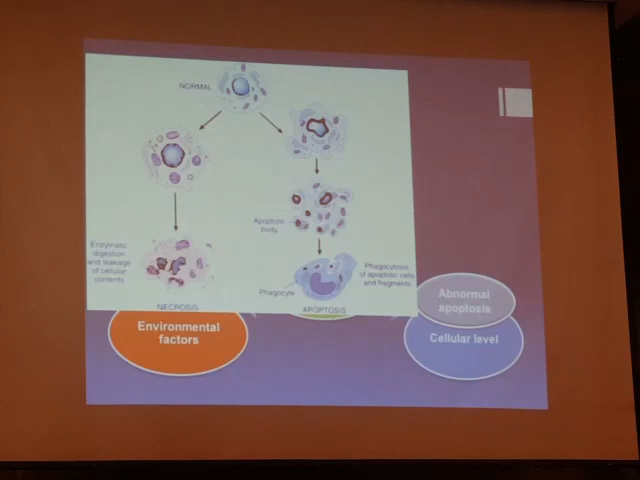 NORMAL
Apoptotic
body
Enzymatic
digestion
and leakage
of cellular
contents
Phagocytosis
of apoptotic cells
and fragments
Phagocyte
NECROSIS
APOPTOSIS
Abnormal
apoptosis
Environmental
factors
Cellular level